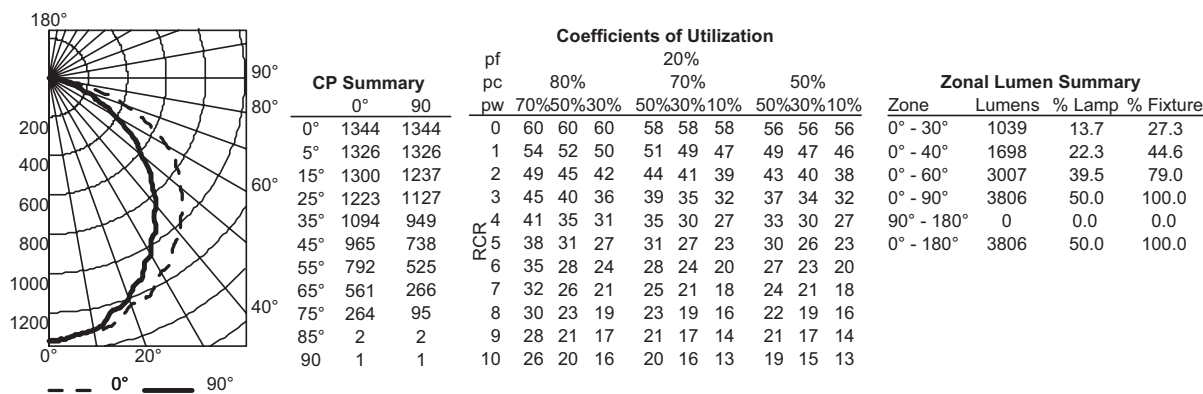 180°
90°
80°
60°
40°
20°
0°
200
400
600
800
1000
1200
0° 90°
CP Summary
0° 90
0° 1344 1344
5° 1326 1326
15° 1300 1237
25° 1223 1127
35° 1094 949
45° 965 738
55° 792 525
65° 561 266
75° 264 95
85° 2 2
90 1 1
Coefficients of Utilization
pf 20%
pc 80% 70% 50%
pw 70%50%30% 50%30%10% 50%30%10%
RCR
0 60 60 60 58 58 58 56 56 56
1 54 52 50 51 49 47 49 47 46
2 49 45 42 44 41 39 43 40 38
3 45 40 36 39 35 32 37 34 32
4 41 35 31 35 30 27 33 30 27
5 38 31 27 31 27 23 30 26 23
6 35 28 24 28 24 20 27 23 20
7 32 26 21 25 21 18 24 21 18
8 30 23 19 23 19 16 22 19 16
9 28 21 17 21 17 14 21 17 14
10 26 20 16 20 16 13 19 15 13
Zonal Lumen Summary
Zone Lumens % Lamp % Fixture
0° - 30° 1039 13.7 27.3
0° - 40° 1698 22.3 44.6
0° - 60° 3007 39.5 79.0
0° - 90° 3806 50.0 100.0
90° - 180° 0 0.0 0.0
0° - 180° 3806 50.0 100.0